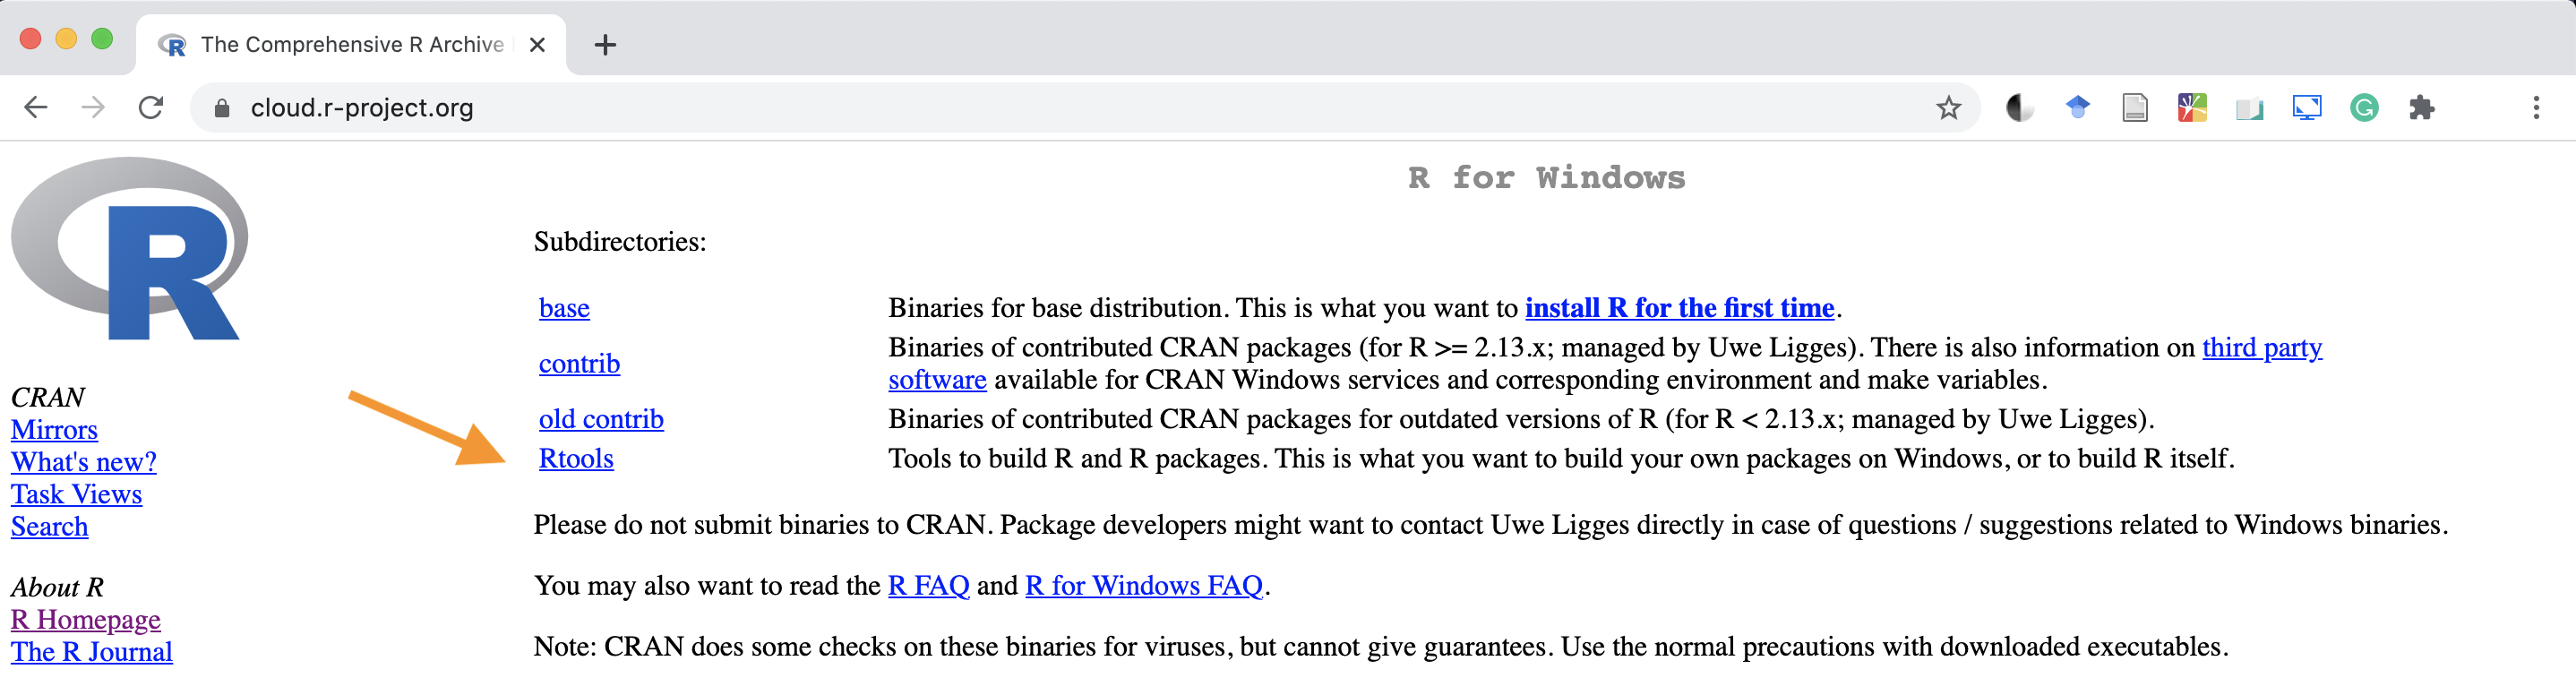 The Comprehensive R Archive
cloud.r-project.org
R
R for Windows
Subdirectories:
base Binaries for base distribution. This is what you want to install R for the first time.
contrib Binaries of contributed CRAN packages (for R >= 2.13.x; managed by Uwe Ligges). There is also information on third party
software available for CRAN Windows services and corresponding environment and make variables.
old contrib Binaries of contributed CRAN packages for outdated versions of R (for R < 2.13.x; managed by Uwe Ligges).
Rtools Tools to build R and R packages. This is what you want to build your own packages on Windows, or to build R itself.
Please do not submit binaries to CRAN. Package developers might want to contact Uwe Ligges directly in case of questions / suggestions related to Windows binaries.
You may also want to read the R FAQ and R for Windows FAQ.
Note: CRAN does some checks on these binaries for viruses, but cannot give guarantees. Use the normal precautions with downloaded executables.
CRAN
Mirrors
What's new?
Task Views
Search
About R
R Homepage
The R Journal